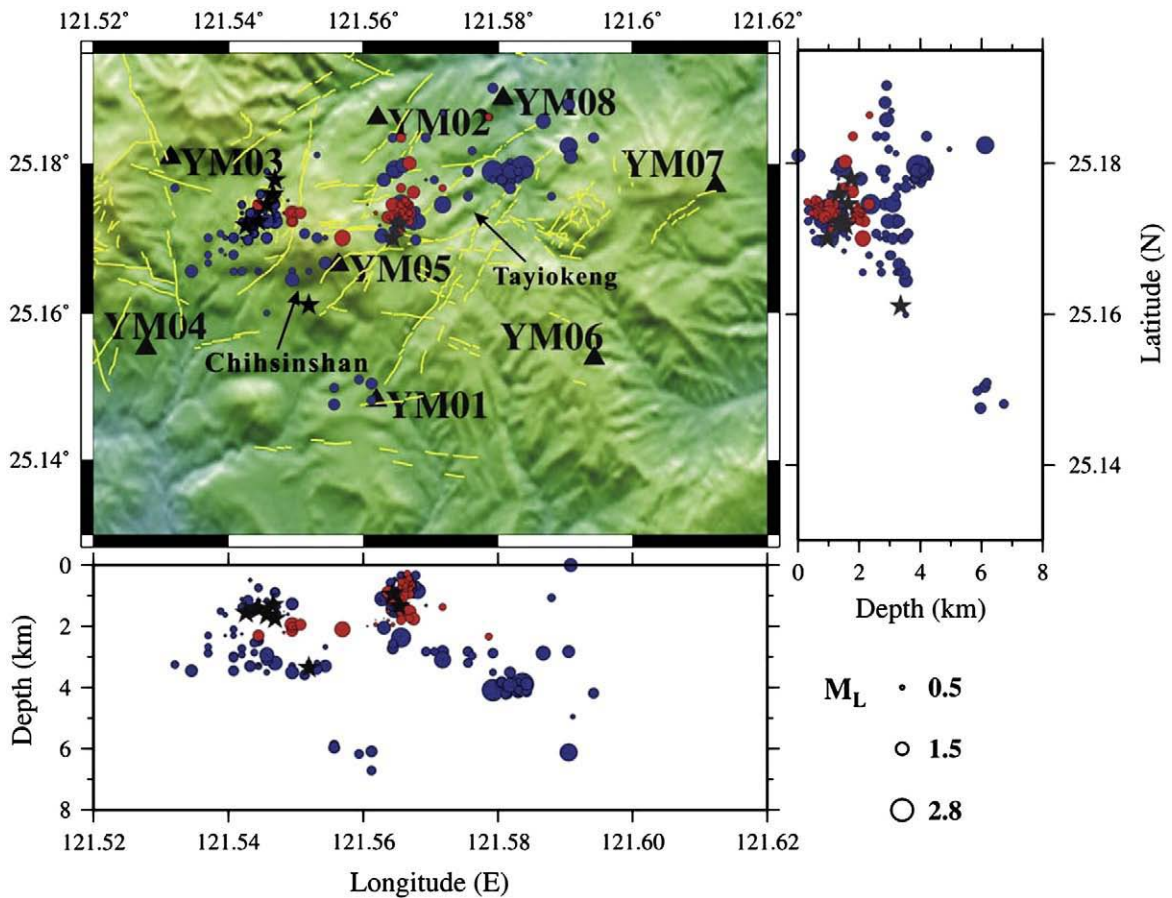 121.52° 121.54° 121.56° 121.58° 121.6° 121.62°
YM08
YM02
YM03
25.18°
YM07
25.18
YM05
Tayiokeng
25.16°
YM04
YM06
25.16
Chihsinshan
YM01
25.14°
25.14
Latitude (N)
0 2 4 6 8
Depth (km)
0
2
4
6
8
Depth (km)
121.52 121.54 121.56 121.58 121.60 121.62
Longitude (E)
M_L 0.5
1.5
2.8